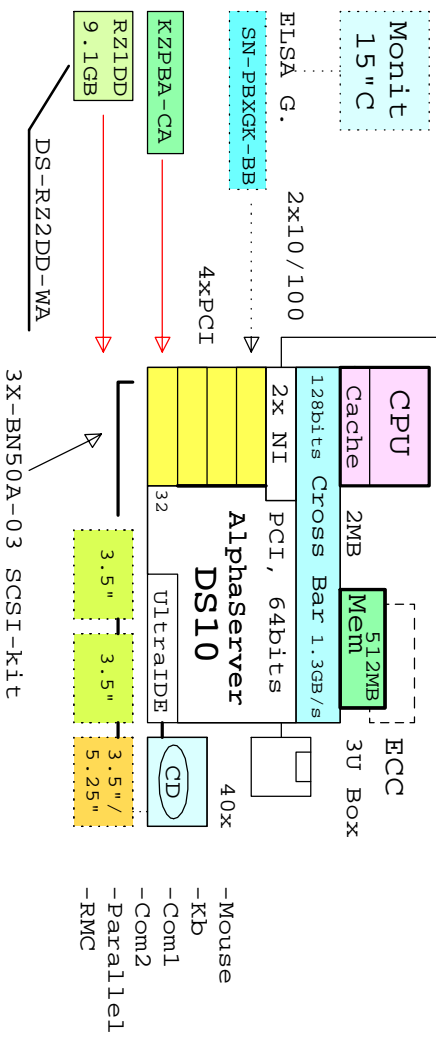 Monit
15"C
ELSA G.
SN-PBXGK-BB
KZPBA-CA
RZ1DD
9.1GB
DS-RZ2DD-WA
2x10/100
4xPCI
3X-BN50A-03 SCSI-kit
CPU
Cache
2MB
128bits Cross Bar 1.3GB/s
2x NI
PCI, 64bits
AlphaServer
DS10
32
UltraIDE
512MB
Mem
ECC
3U Box
3.5"
3.5"
3.5"/
5.25"
CD
40x
-Mouse
-Kb
-Com1
-Com2
-Parallel
-RMC